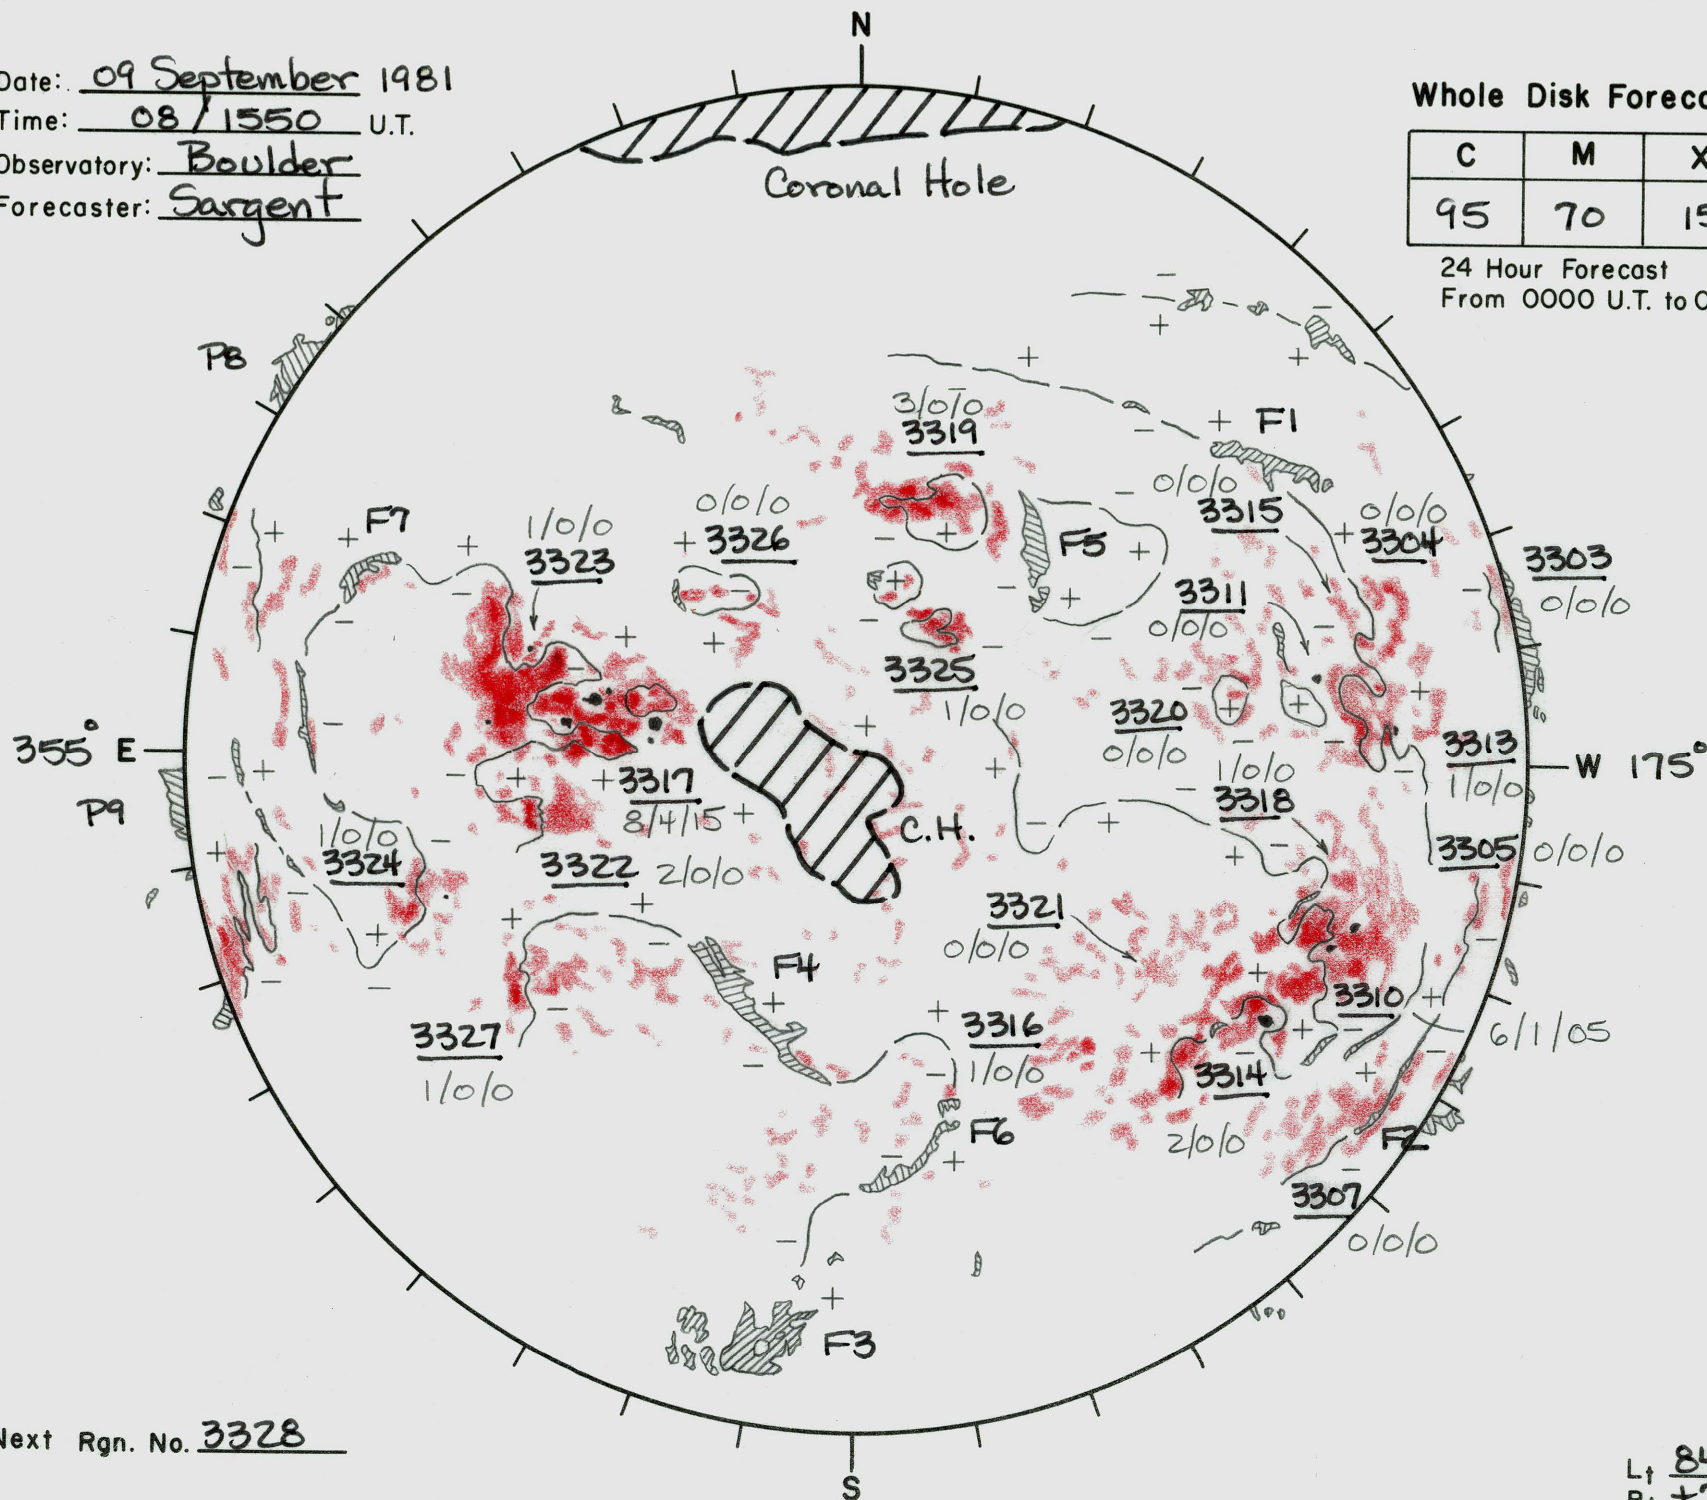 N
Date: 09 September 1981
Time: 08/1550 U.T.
Observatory: Boulder
Forecaster: Sargent
Whole Disk
C M X
95 70
24 Hour Forecast
From 0000 U.T. to
Coronal Hole
P8
F1
3/0/0
3319
0/0/0
3315
0/0/0
3304
3303
0/0/0
F7
1/0/0
3323
0/0/0
3326
F5
3311
0/0/0
3325
1/0/0
3320
0/0/0
355° E
W 175°
3313
1/0/0
P9
3317
8/4/15
1/0/0
3318
C.H.
3305 0/0/0
1/0/0
3324
3322 2/0/0
3321
0/0/0
F4
3310
6/1/05
3327
1/0/0
3316
1/0/0
3314
2/0/0
F6
F2
3307
0/0/0
F3
Next Rgn. No. 3328
S